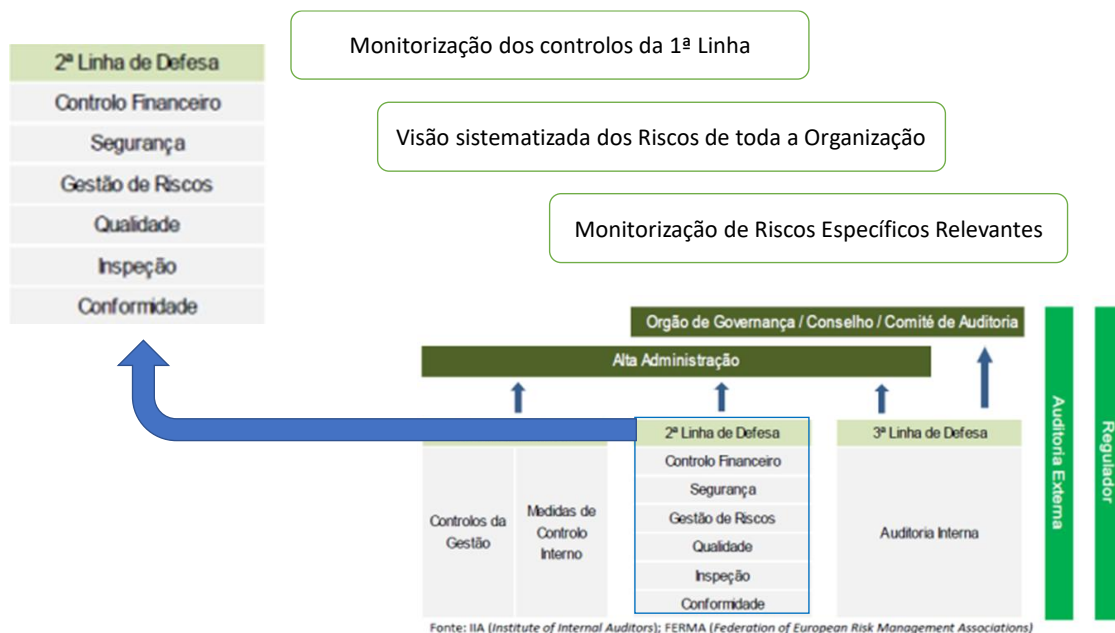 Monitorização dos controlos da 1ª Linha
2ª Linha de Defesa
Controlo Financeiro
Segurança
Gestão de Riscos
Qualidade
Inspeção
Conformidade
Visão sistematizada dos Riscos de toda a Organização
Monitorização de Riscos Específicos Relevantes
Orgão de Governança / Conselho / Comité de Auditoria
Alta Administração
Controlos da
Gestão
Medidas de
Controlo
Interno
2ª Linha de Defesa
Controlo Financeiro
Segurança
Gestão de Riscos
Qualidade
Inspeção
Conformidade
3ª Linha de Defesa
Auditoria Interna
Auditoria Externa
Regulador
Fonte: IIA (Institute of Internal Auditors); FERMA (Federation of European Risk Management Associations)